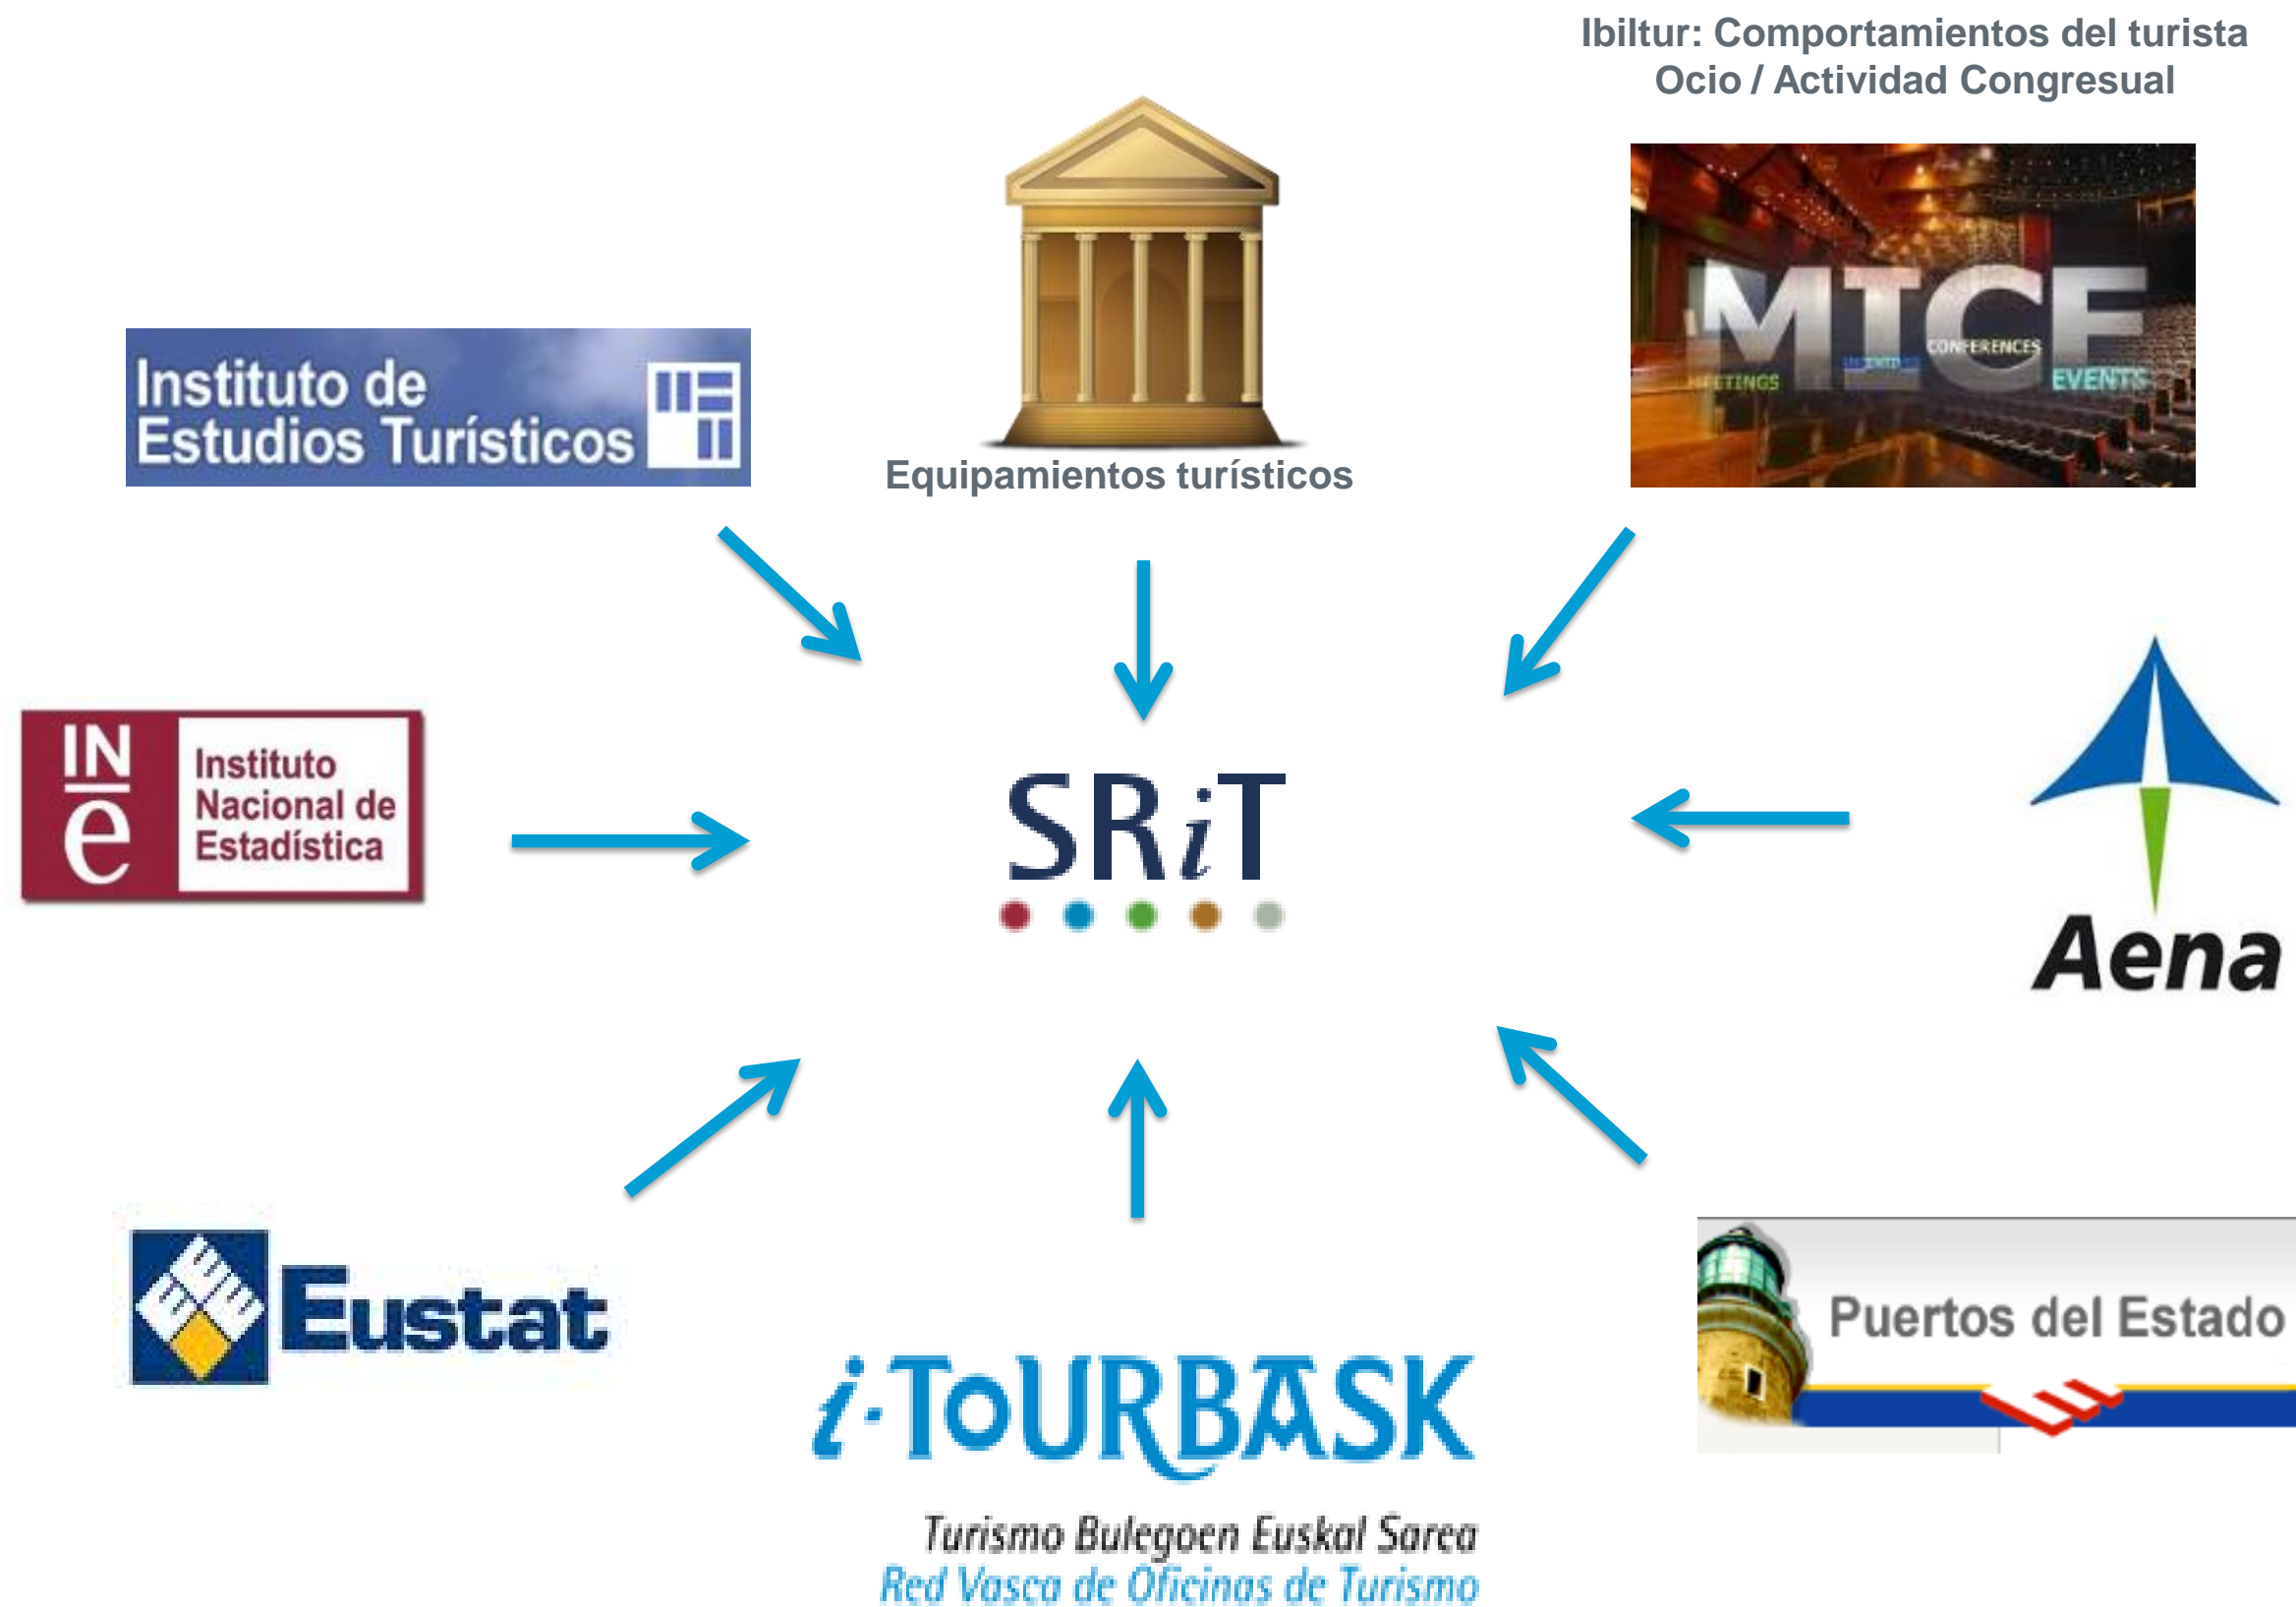 Ibiltur: Comportamientos del turista
Ocio / Actividad Congresual
MICE
CONFERENCES
EVENTS
Instituto de
Estudios Turísticos
Equipamientos turísticos
IN
e
Instituto
Nacional de
Estadística
SRiT
Aena
Eustat
i-TOURBASK
Turismo Bulegoen Euskal Sarea
Red Vasca de Oficinas de Turismo
Puertos del Estado